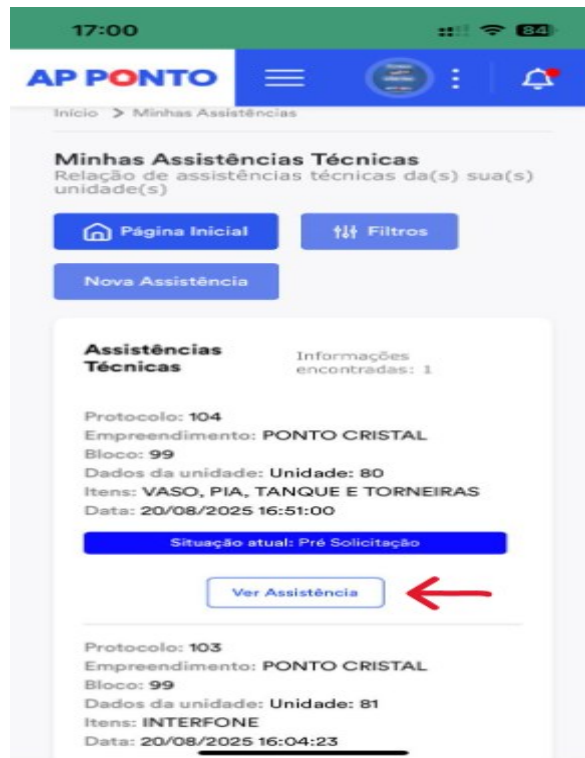 17:00
84
AP PONTO
Início > Minhas Assistências
Minhas Assistências Técnicas
Relação de assistências técnicas da(s) sua(s)
unidade(s)
Página Inicial
Filtros
Nova Assistência
Assistências
Técnicas
Informações
encontradas: 1
Protocolo: 104
Empreendimento: PONTO CRISTAL
Bloco: 99
Dados da unidade: Unidade: 80
Itens: VASO, PIA, TANQUE E TORNEIRAS
Data: 20/08/2025 16:51:00
Situação atual: Pré Solicitação
Ver Assistência
Protocolo: 103
Empreendimento: PONTO CRISTAL
Bloco: 99
Dados da unidade: Unidade: 81
Itens: INTERFONE
Data: 20/08/2025 16:04:23